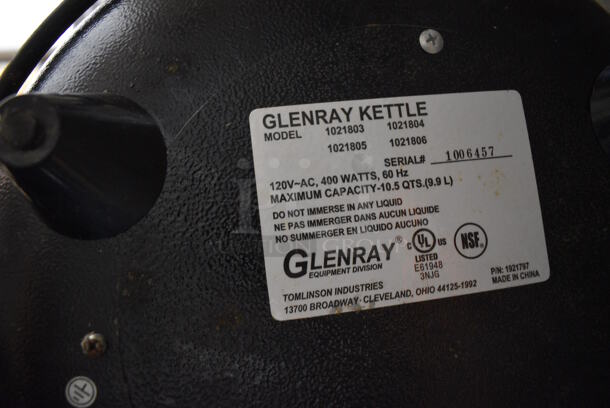 GLENRAY KETTLE
MODEL 1021803 1021804
1021805 1021806
SERIAL# 1006457
120V~AC, 400 WATTS, 60 Hz
MAXIMUM CAPACITY-10.5 QTS.(9.9 L)
DO NOT IMMERSE IN ANY LIQUID
NE PAS IMMERGER DANS AUCUN LIQUIDE
NO SUMMERGER EN LIQUIDO AUCUNO
GLENRAY®
EQUIPMENT DIVISION
C UL US
LISTED
E61948
3NJG
NSF
TOMLINSON INDUSTRIES
13700 BROADWAY· CLEVELAND, OHIO 44125-1992
P/N: 1921797
MADE IN CHINA